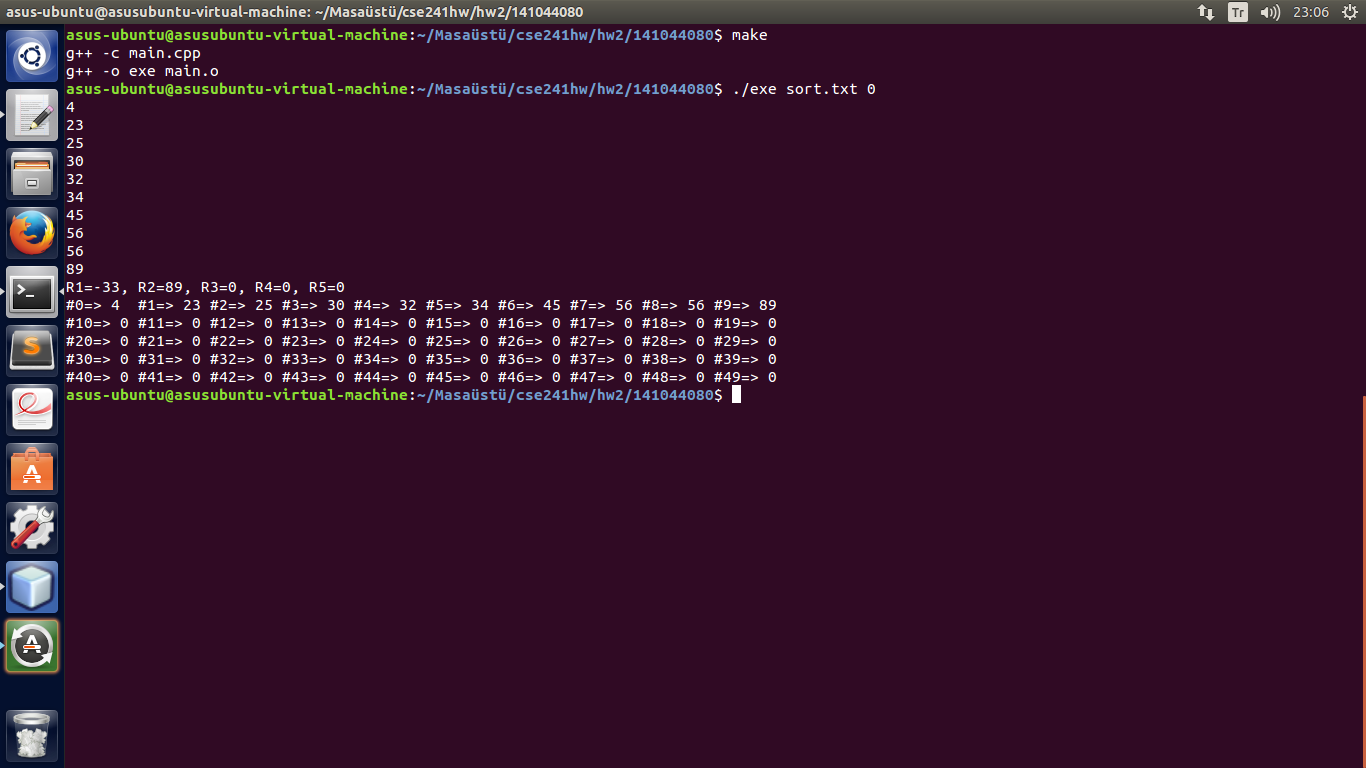 asus-ubuntu@asusubuntu-virtual-machine: ~/Masaüstü/cse241hw/hw2/141044080
Tr
23:06
asus-ubuntu@asusubuntu-virtual-machine:~/Masaüstü/cse241hw/hw2/141044080$ make
g++ -c main.cpp
g++ -o exe main.o
asus-ubuntu@asusubuntu-virtual-machine:~/Masaüstü/cse241hw/hw2/141044080$ ./exe sort.txt 0
4
23
25
30
32
34
45
56
56
89
R1=-33, R2=89, R3=0, R4=0, R5=0
#0=> 4  #1=> 23 #2=> 25 #3=> 30 #4=> 32 #5=> 34 #6=> 45 #7=> 56 #8=> 56 #9=> 89
#10=> 0 #11=> 0 #12=> 0 #13=> 0 #14=> 0 #15=> 0 #16=> 0 #17=> 0 #18=> 0 #19=> 0
#20=> 0 #21=> 0 #22=> 0 #23=> 0 #24=> 0 #25=> 0 #26=> 0 #27=> 0 #28=> 0 #29=> 0
#30=> 0 #31=> 0 #32=> 0 #33=> 0 #34=> 0 #35=> 0 #36=> 0 #37=> 0 #38=> 0 #39=> 0
#40=> 0 #41=> 0 #42=> 0 #43=> 0 #44=> 0 #45=> 0 #46=> 0 #47=> 0 #48=> 0 #49=> 0
asus-ubuntu@asusubuntu-virtual-machine:~/Masaüstü/cse241hw/hw2/141044080$